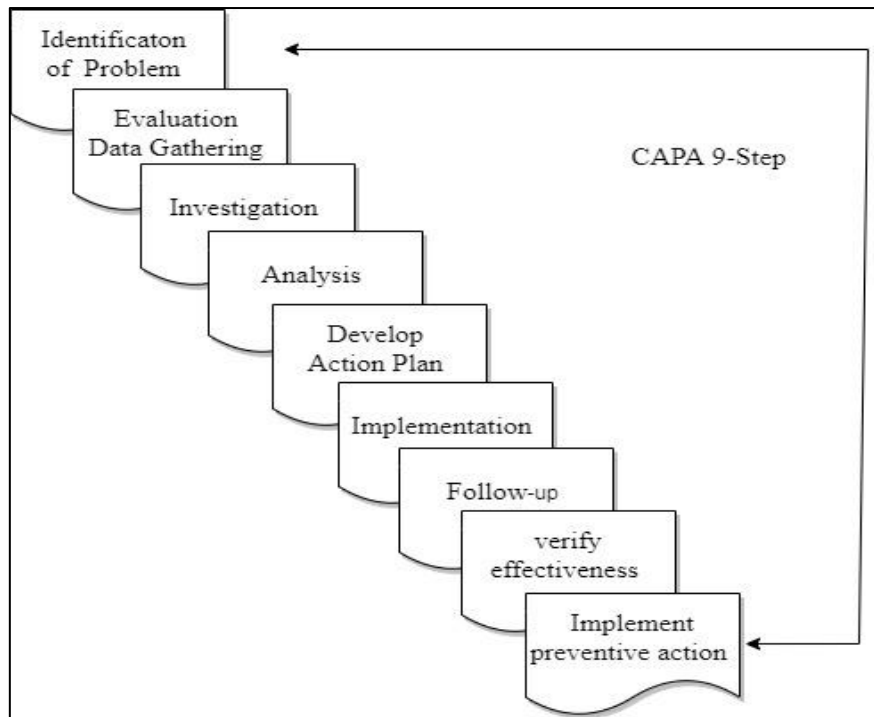 Identificaton
of Problem
Evaluation
Data Gathering
CAPA 9-Step
Investigation
Analysis
Develop
Action Plan
Implementation
Follow-up
verify
effectiveness
Implement
preventive action